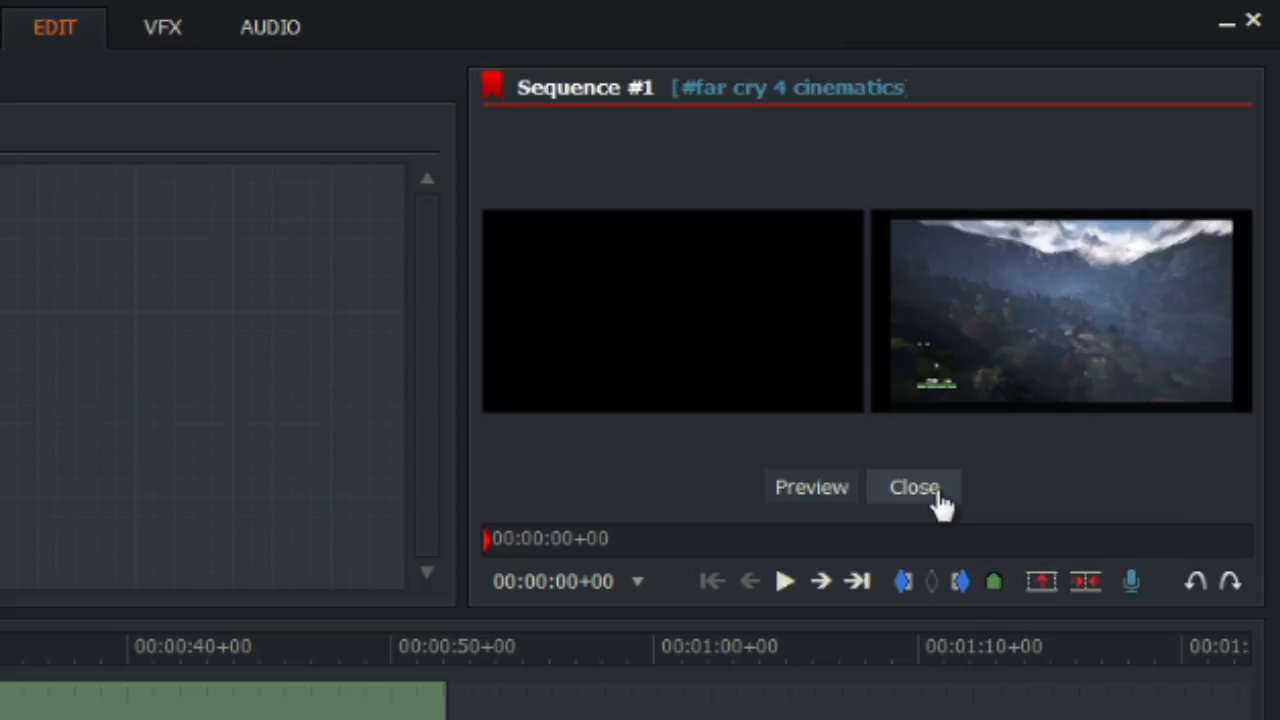 EDIT VFX AUDIO
Sequence #1 [#far cry 4 cinematics]
Preview Close
00:00:00+00
00:00:00+00
00:00:40+00 00:00:50+00 00:01:00+00 00:01:10+00 00:01: